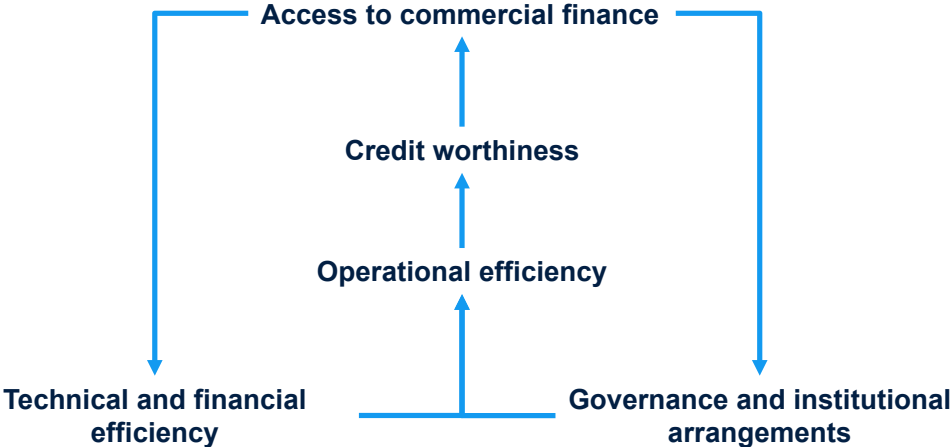 Access to commercial finance
Credit worthiness
Operational efficiency
Technical and financial
efficiency
Governance and institutional
arrangements